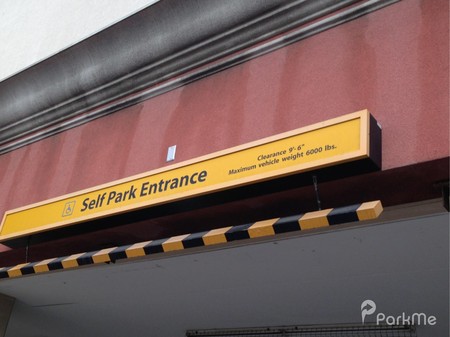 Self Park Entrance
Clearance 9'-6"
Maximum vehicle weight 6000 lbs.
ParkMe